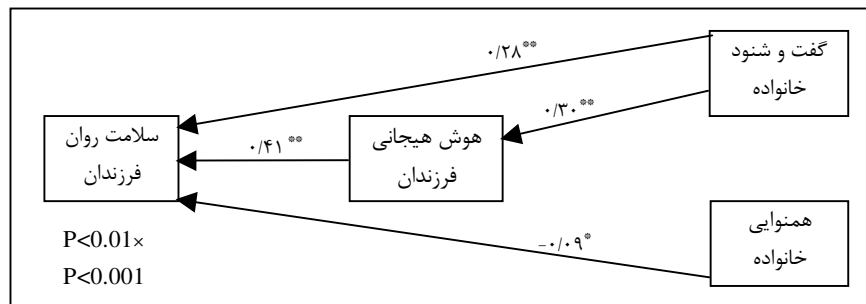 گفت و شنود
خانواده
۰/۲۸**
۰/۳۰**
هوش هیجانی
فرزندان
۰/۴۱**
سلامت روان
فرزندان
همنوایی
خانواده
-۰/۰۹*
P<0.01×
P<0.001